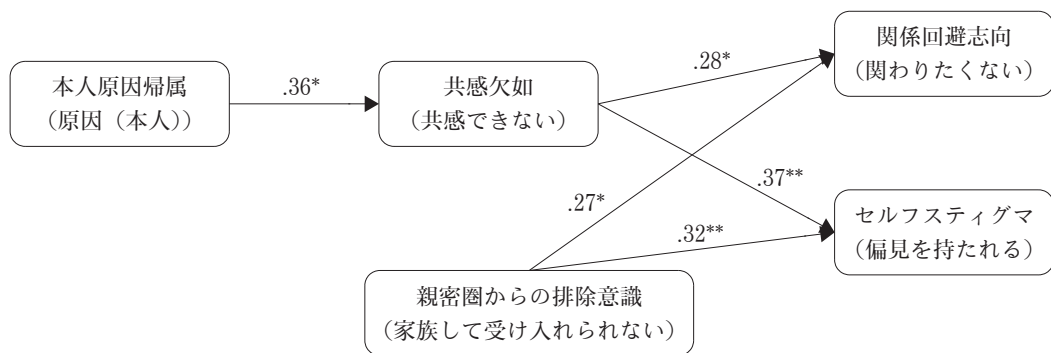 本人原因帰属
（原因（本人））
.36*
共感欠如
（共感できない）
.28*
関係回避志向
（関わりたくない）
.37**
.27*
.32**
セルフスティグマ
（偏見を持たれる）
親密圏からの排除意識
（家族して受け入れられない）